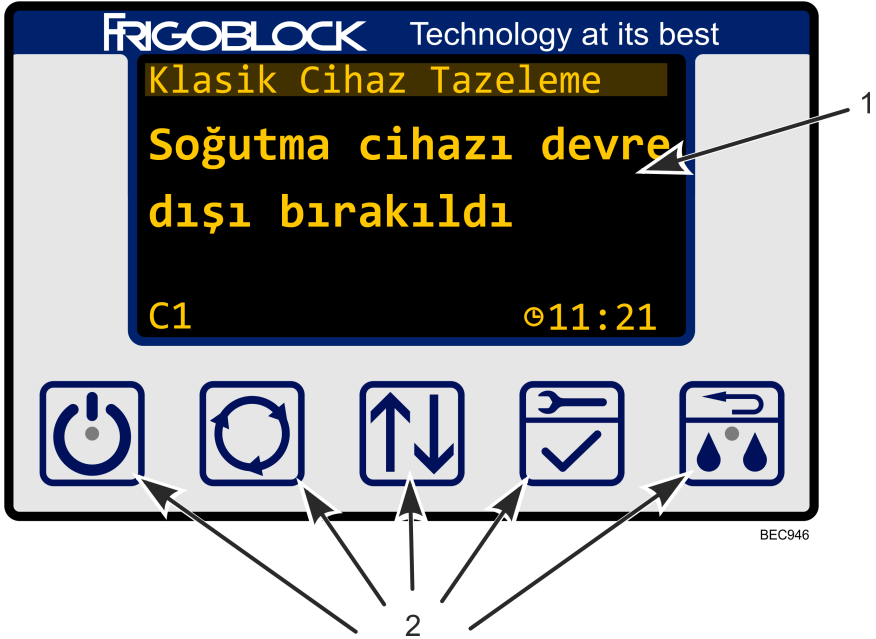 FRIGOBLOCK Technology at its best
Klasik Cihaz Tazeleme
Soğutma cihazı devre
dışı bırakıldı
C1 11:21
1
BEC946
2